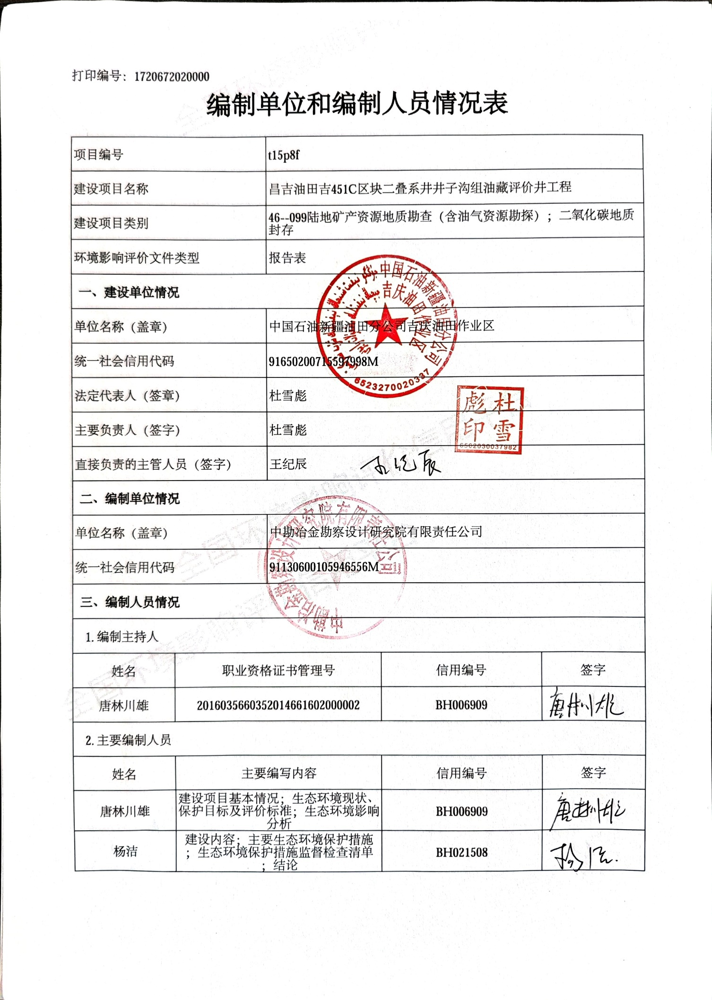 打印编号：1720672020000
编制单位和编制人员情况表
项目编号 t15p8f
建设项目名称 昌吉油田吉451C区块二叠系井井子沟组油藏评价井工程
建设项目类别 46--099陆地矿产资源地质勘查（含油气资源勘探）；二氧化碳地质
封存
环境影响评价文件类型 报告表
一、建设单位情况
中国石油新疆油田分公司
吉庆油田作业区
6523270020337
单位名称（盖章） 中国石油新疆油田分公司吉庆油田作业区
统一社会信用代码 91650200715597998M
法定代表人（签章） 杜雪彪
杜雪
彪印
6502030037982
主要负责人（签字） 杜雪彪
直接负责的主管人员（签字） 王纪辰 王纪辰
二、编制单位情况
单位名称（盖章） 中勘冶金勘察设计研究院有限责任公司
中勘冶金勘察设计研究院有限责任公司
统一社会信用代码 91130600105946556M
三、编制人员情况
1.编制主持人
姓名 职业资格证书管理号 信用编号 签字
唐林川雄 2016035660352014661602000002 BH006909 唐林川雄
2.主要编制人员
姓名 主要编写内容 信用编号 签字
建设项目基本情况；生态环境现状、
唐林川雄 保护目标及评价标准；生态环境影响 BH006909 唐林川雄
分析
建设内容；主要生态环境保护措施
杨洁 ；生态环境保护措施监督检查清单 BH021508 杨洁
；结论